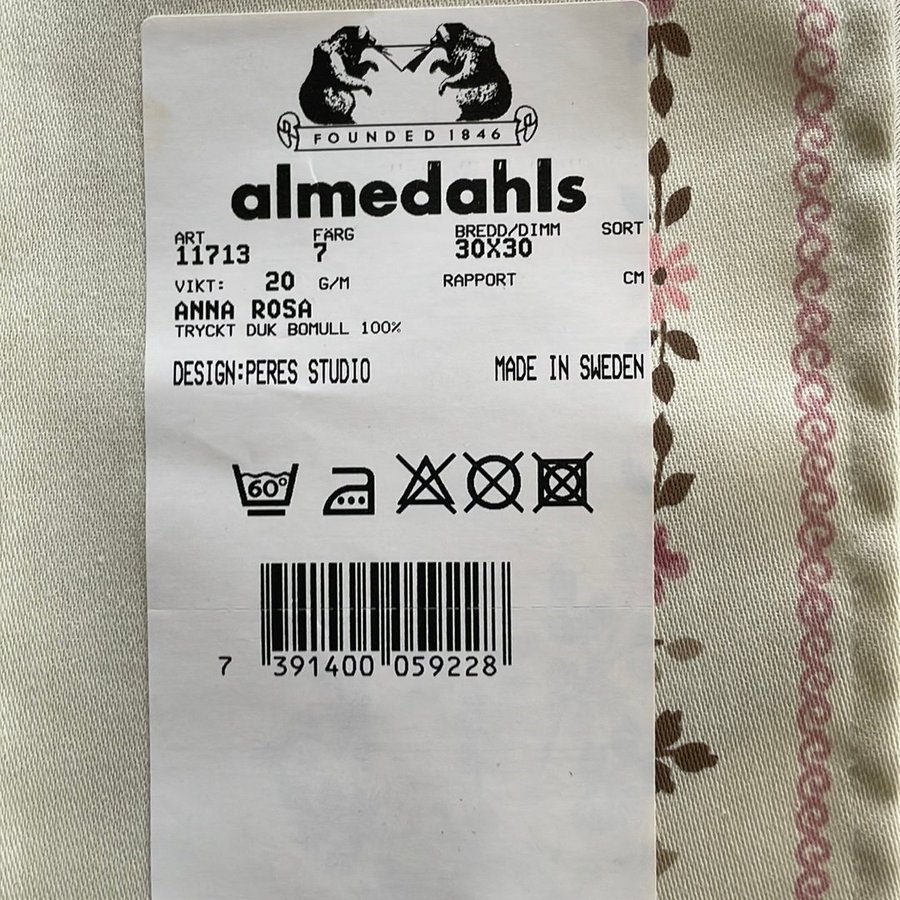 FOUNDED 1846
almedahls
ART FÄRG BREDD/DIMM SORT
11713 7 30X30
VIKT: 20 G/M RAPPORT CM
ANNA ROSA
TRYCKT DUK BOMULL 100%
DESIGN:PERES STUDIO MADE IN SWEDEN
60°
7 391400 059228